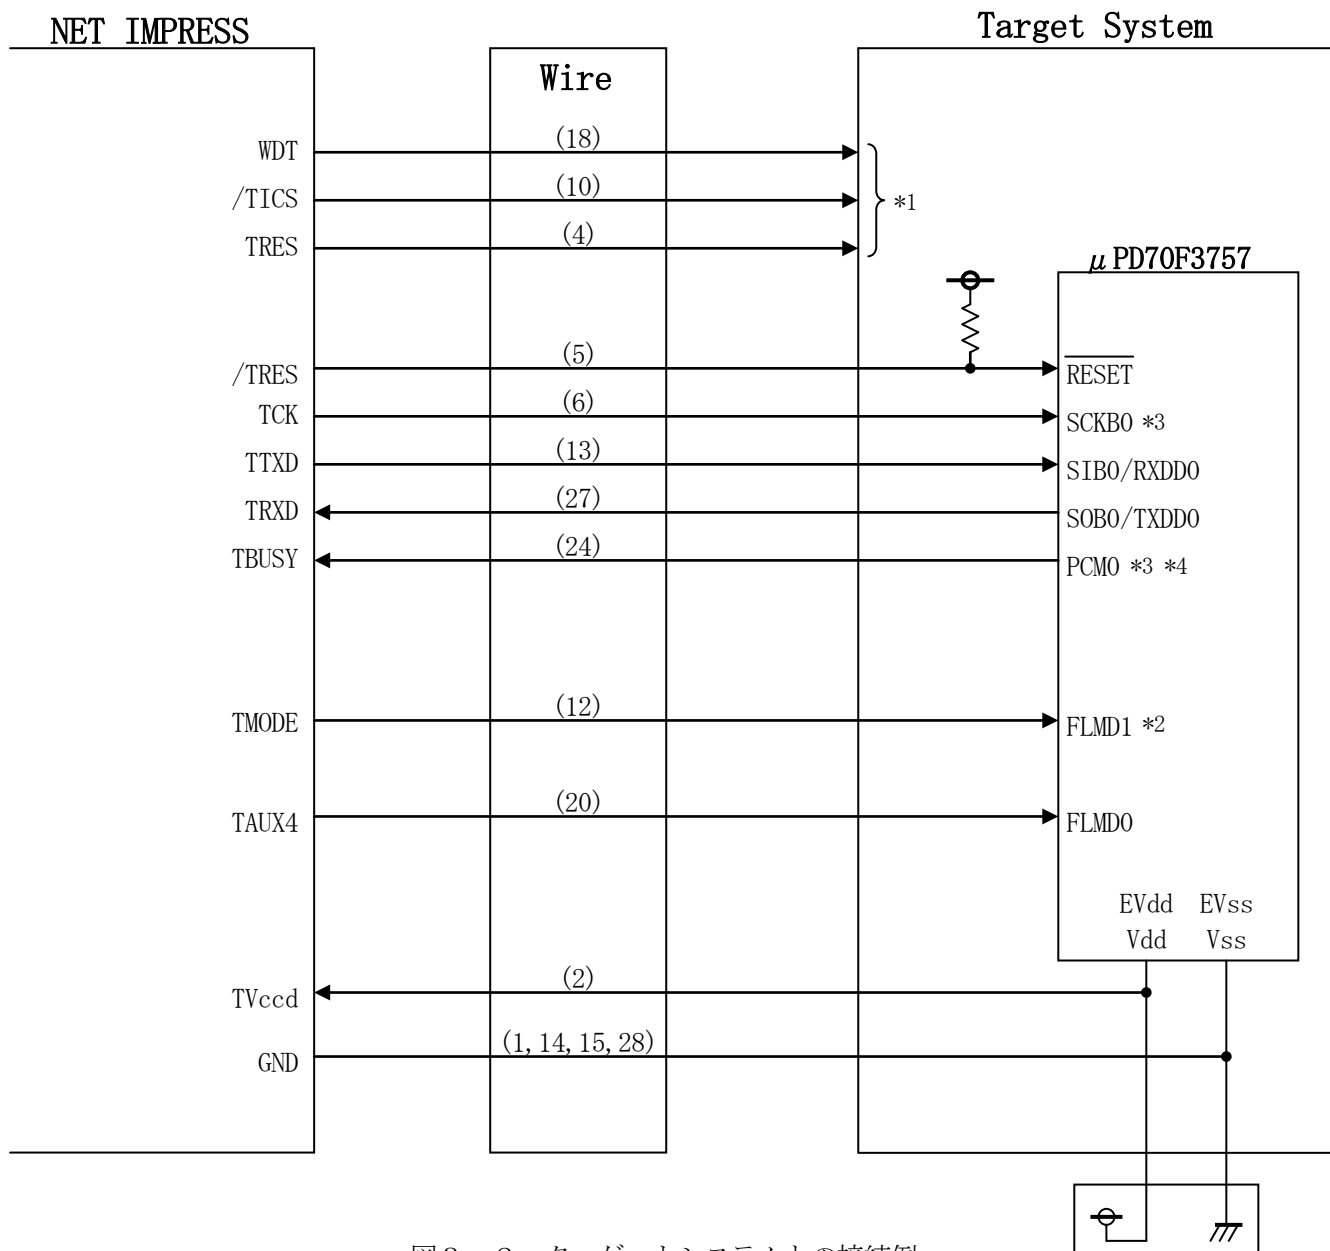 NET IMPRESS
Target System
Wire
WDT (18)
/TICS (10) *1
TRES (4)
μPD70F3757
/TRES (5) RESET
TCK (6) SCKB0 *3
TTXD (13) SIB0/RXDD0
TRXD (27) SOB0/TXDD0
TBUSY (24) PCM0 *3 *4
TMODE (12) FLMD1 *2
TAUX4 (20) FLMD0
EVdd EVss
Vdd Vss
TVccd (2)
GND (1,14,15,28)